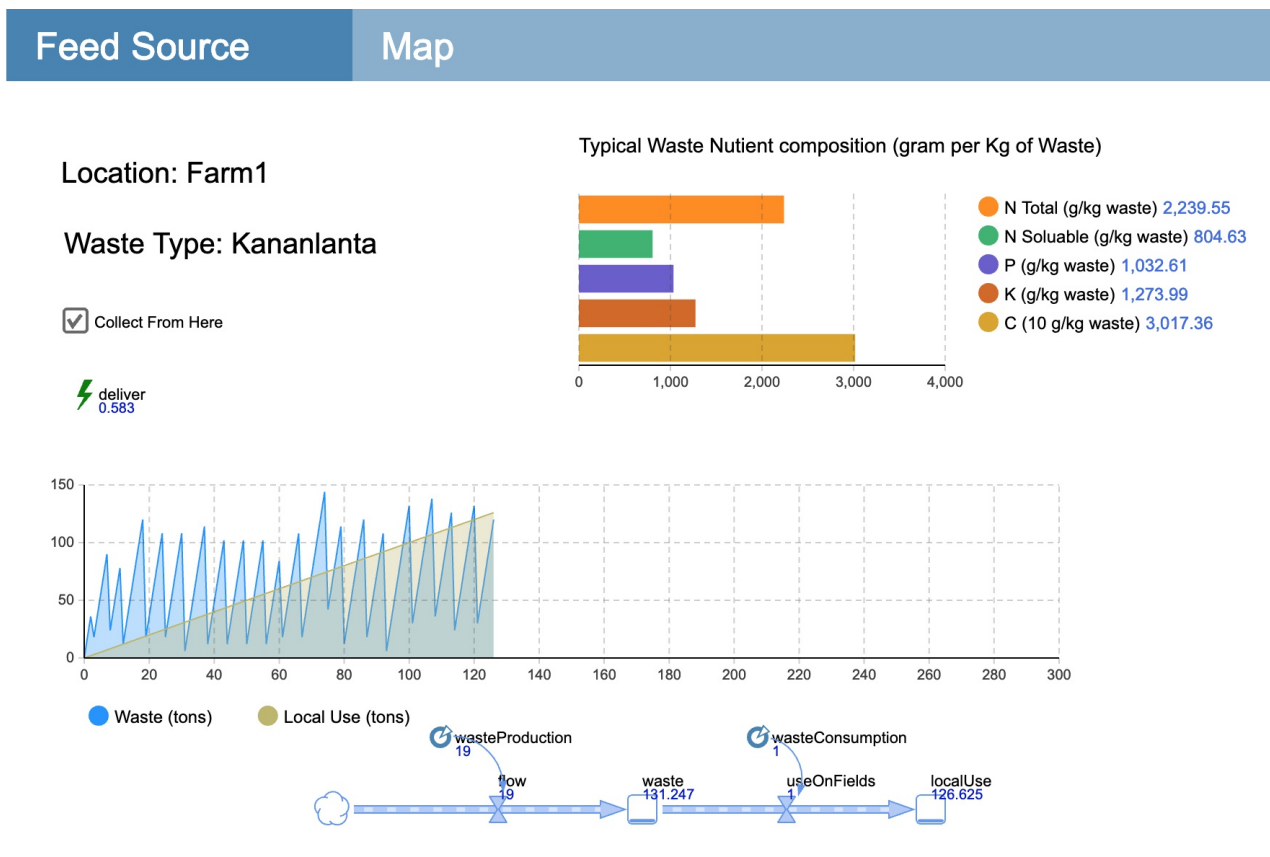 Feed Source
Map
Location: Farm1
Waste Type: Kananlanta
Collect From Here
deliver
0.583
Typical Waste Nutient composition (gram per Kg of Waste)
0 1,000 2,000 3,000 4,000
N Total (g/kg waste) 2,239.55
N Soluable (g/kg waste) 804.63
P (g/kg waste) 1,032.61
K (g/kg waste) 1,273.99
C (10 g/kg waste) 3,017.36
150
100
50
0
0 20 40 60 80 100 120 140 160 180 200 220 240 260 280 300
Waste (tons)
Local Use (tons)
wasteProduction
19
wasteConsumption
1
flow
19
waste
131.247
useOnFields
1
localUse
126.625